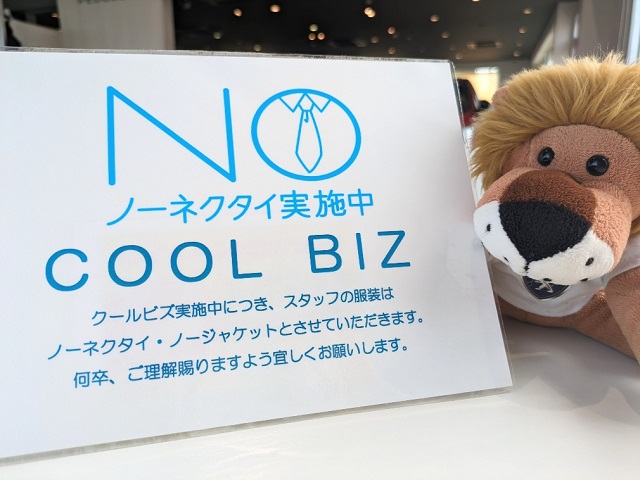 NO
ノーネクタイ実施中
COOL BIZ
クールビズ実施中につき、スタッフの服装は
ノーネクタイ・ノージャケットとさせていただきます。
何卒、ご理解賜りますよう宜しくお願いします。